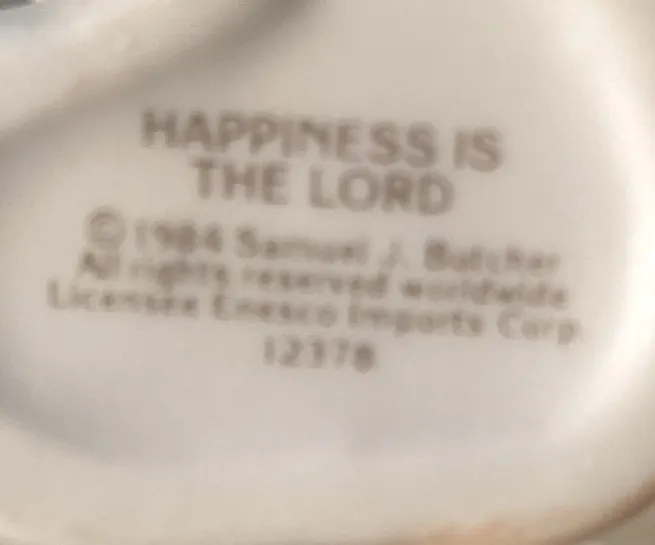 HAPPINESS IS
THE LORD
© 1984 Samuel J. Butcher
All rights reserved worldwide
Licensee Enesco Imports Corp.
12378